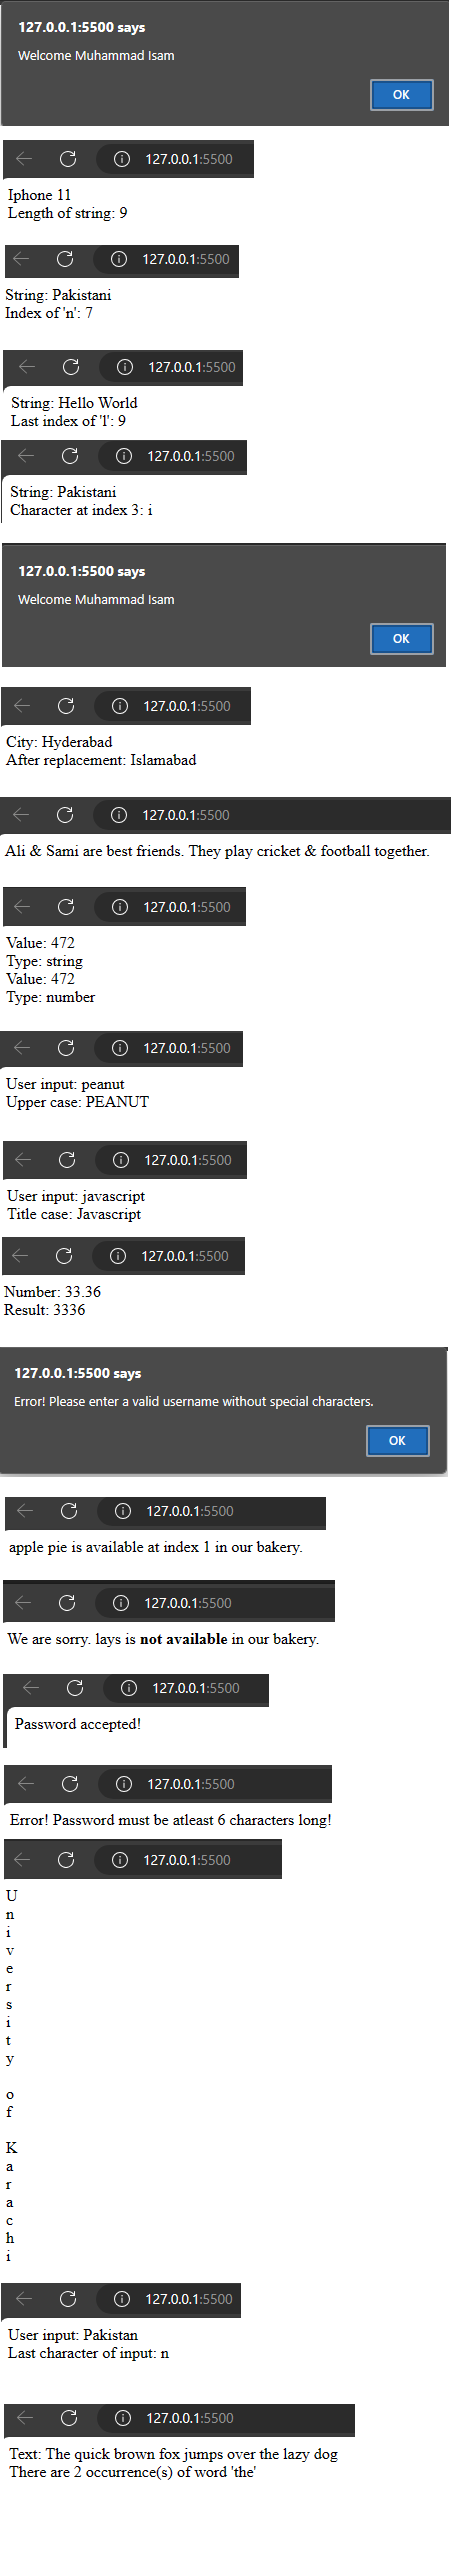 127.0.0.1:5500 says
Welcome Muhammad Isam
OK
127.0.0.1:5500
Iphone 11
Length of string: 9
127.0.0.1:5500
String: Pakistani
Index of 'n': 7
127.0.0.1:5500
String: Hello World
Last index of 'l': 9
127.0.0.1:5500
String: Pakistani
Character at index 3: i
127.0.0.1:5500 says
Welcome Muhammad Isam
OK
127.0.0.1:5500
City: Hyderabad
After replacement: Islamabad
127.0.0.1:5500
Ali & Sami are best friends. They play cricket & football together.
127.0.0.1:5500
Value: 472
Type: string
Value: 472
Type: number
127.0.0.1:5500
User input: peanut
Upper case: PEANUT
127.0.0.1:5500
User input: javascript
Title case: Javascript
127.0.0.1:5500
Number: 33.36
Result: 3336
127.0.0.1:5500 says
Error! Please enter a valid username without special characters.
OK
127.0.0.1:5500
apple pie is available at index 1 in our bakery.
127.0.0.1:5500
We are sorry. lays is not available in our bakery.
127.0.0.1:5500
Password accepted!
127.0.0.1:5500
Error! Password must be atleast 6 characters long!
127.0.0.1:5500
U
n
i
v
e
r
s
i
t
y
o
f
K
a
r
a
c
h
i
127.0.0.1:5500
User input: Pakistan
Last character of input: n
127.0.0.1:5500
Text: The quick brown fox jumps over the lazy dog
There are 2 occurrence(s) of word 'the'